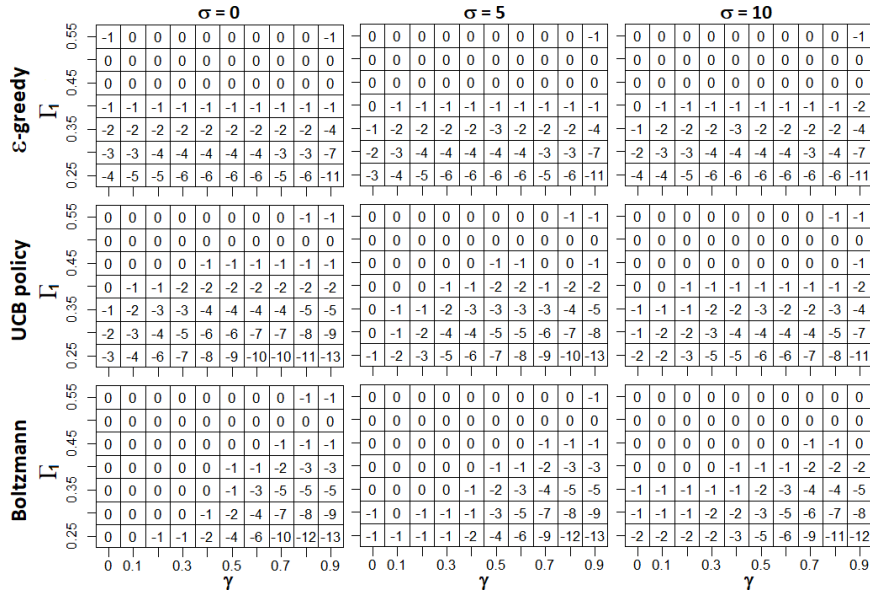 σ = 0 σ = 5 σ = 10
ε-greedy
Γ1
0.55 -1 0 0 0 0 0 0 0 0 -1 0 0 0 0 0 0 0 0 0 -1 0 0 0 0 0 0 0 0 0 -1
0 0 0 0 0 0 0 0 0 0 0 0 0 0 0 0 0 0 0 0 0 0 0 0 0 0 0 0 0 0
0.45 0 0 0 0 0 0 0 0 0 0 0 0 0 0 0 0 0 0 0 0 0 0 0 0 0 0 0 0 0 0
-1 -1 -1 -1 -1 -1 -1 -1 -1 -1 0 -1 -1 -1 -1 -1 -1 -1 -1 -1 0 -1 -1 -1 -1 -1 -1 -1 -1 -2
0.35 -2 -2 -2 -2 -2 -2 -2 -2 -2 -4 -1 -2 -2 -2 -2 -3 -2 -2 -2 -4 -1 -2 -2 -2 -3 -2 -2 -2 -2 -4
-3 -3 -4 -4 -4 -4 -4 -3 -3 -7 -2 -3 -4 -4 -4 -4 -4 -3 -3 -7 -2 -3 -3 -4 -4 -4 -4 -3 -4 -7
0.25 -4 -5 -5 -6 -6 -6 -6 -6 -6 -11 -3 -4 -5 -6 -6 -6 -6 -6 -6 -11 -4 -4 -5 -6 -6 -6 -6 -6 -6 -11
UCB policy
Γ1
0.55 0 0 0 0 0 0 0 0 -1 -1 0 0 0 0 0 0 0 0 -1 -1 0 0 0 0 0 0 0 0 -1 -1
0 0 0 0 0 0 0 0 0 0 0 0 0 0 0 0 0 0 0 0 0 0 0 0 0 0 0 0 0 0
0.45 0 0 0 0 -1 -1 -1 -1 -1 -1 0 0 0 0 0 -1 -1 0 0 -1 0 0 0 0 0 0 0 0 0 -1
0 -1 -1 -2 -2 -2 -2 -2 -2 -2 0 0 0 -1 -1 -2 -2 -1 -2 -2 0 0 -1 -1 -1 -1 -1 -1 -1 -2
0.35 -1 -2 -3 -3 -4 -4 -4 -4 -5 -5 0 -1 -1 -2 -3 -3 -3 -3 -4 -5 -1 -1 -1 -2 -2 -3 -2 -2 -3 -4
-2 -3 -4 -5 -6 -6 -7 -7 -8 -9 0 -1 -2 -4 -4 -5 -5 -6 -7 -8 -1 -2 -2 -3 -4 -4 -4 -4 -5 -7
0.25 -3 -4 -6 -7 -8 -9 -10 -10 -11 -13 -1 -2 -3 -5 -6 -7 -8 -9 -10 -13 -2 -2 -3 -5 -5 -6 -6 -7 -8 -11
Boltzmann
Γ1
0.55 0 0 0 0 0 0 0 0 -1 -1 0 0 0 0 0 0 0 0 0 -1 0 0 0 0 0 0 0 0 0 0
0 0 0 0 0 0 0 0 0 0 0 0 0 0 0 0 0 0 0 0 0 0 0 0 0 0 0 0 0 0
0.45 0 0 0 0 0 0 0 -1 -1 -1 0 0 0 0 0 0 0 -1 -1 -1 0 0 0 0 0 0 0 -1 -1 0
0 0 0 0 0 -1 -1 -2 -3 -3 0 0 0 0 0 -1 -1 -2 -3 -3 0 0 0 0 -1 -1 -1 -2 -2 -2
0.35 0 0 0 0 0 -1 -3 -5 -5 -5 0 0 0 0 -1 -2 -3 -4 -5 -5 -1 -1 -1 -1 -1 -2 -3 -4 -4 -5
0 0 0 0 -1 -2 -4 -7 -8 -9 -1 0 -1 -1 -3 -3 -5 -7 -8 -9 -1 -1 -1 -2 -2 -3 -5 -6 -7 -8
0.25 0 0 -1 -1 -2 -4 -6 -10 -12 -13 -1 -1 -1 -1 -2 -4 -6 -9 -12 -13 -2 -2 -2 -2 -3 -5 -6 -9 -11 -12
0 0.1 0.3 0.5 0.7 0.9 0 0.1 0.3 0.5 0.7 0.9 0 0.1 0.3 0.5 0.7 0.9
γ γ γ